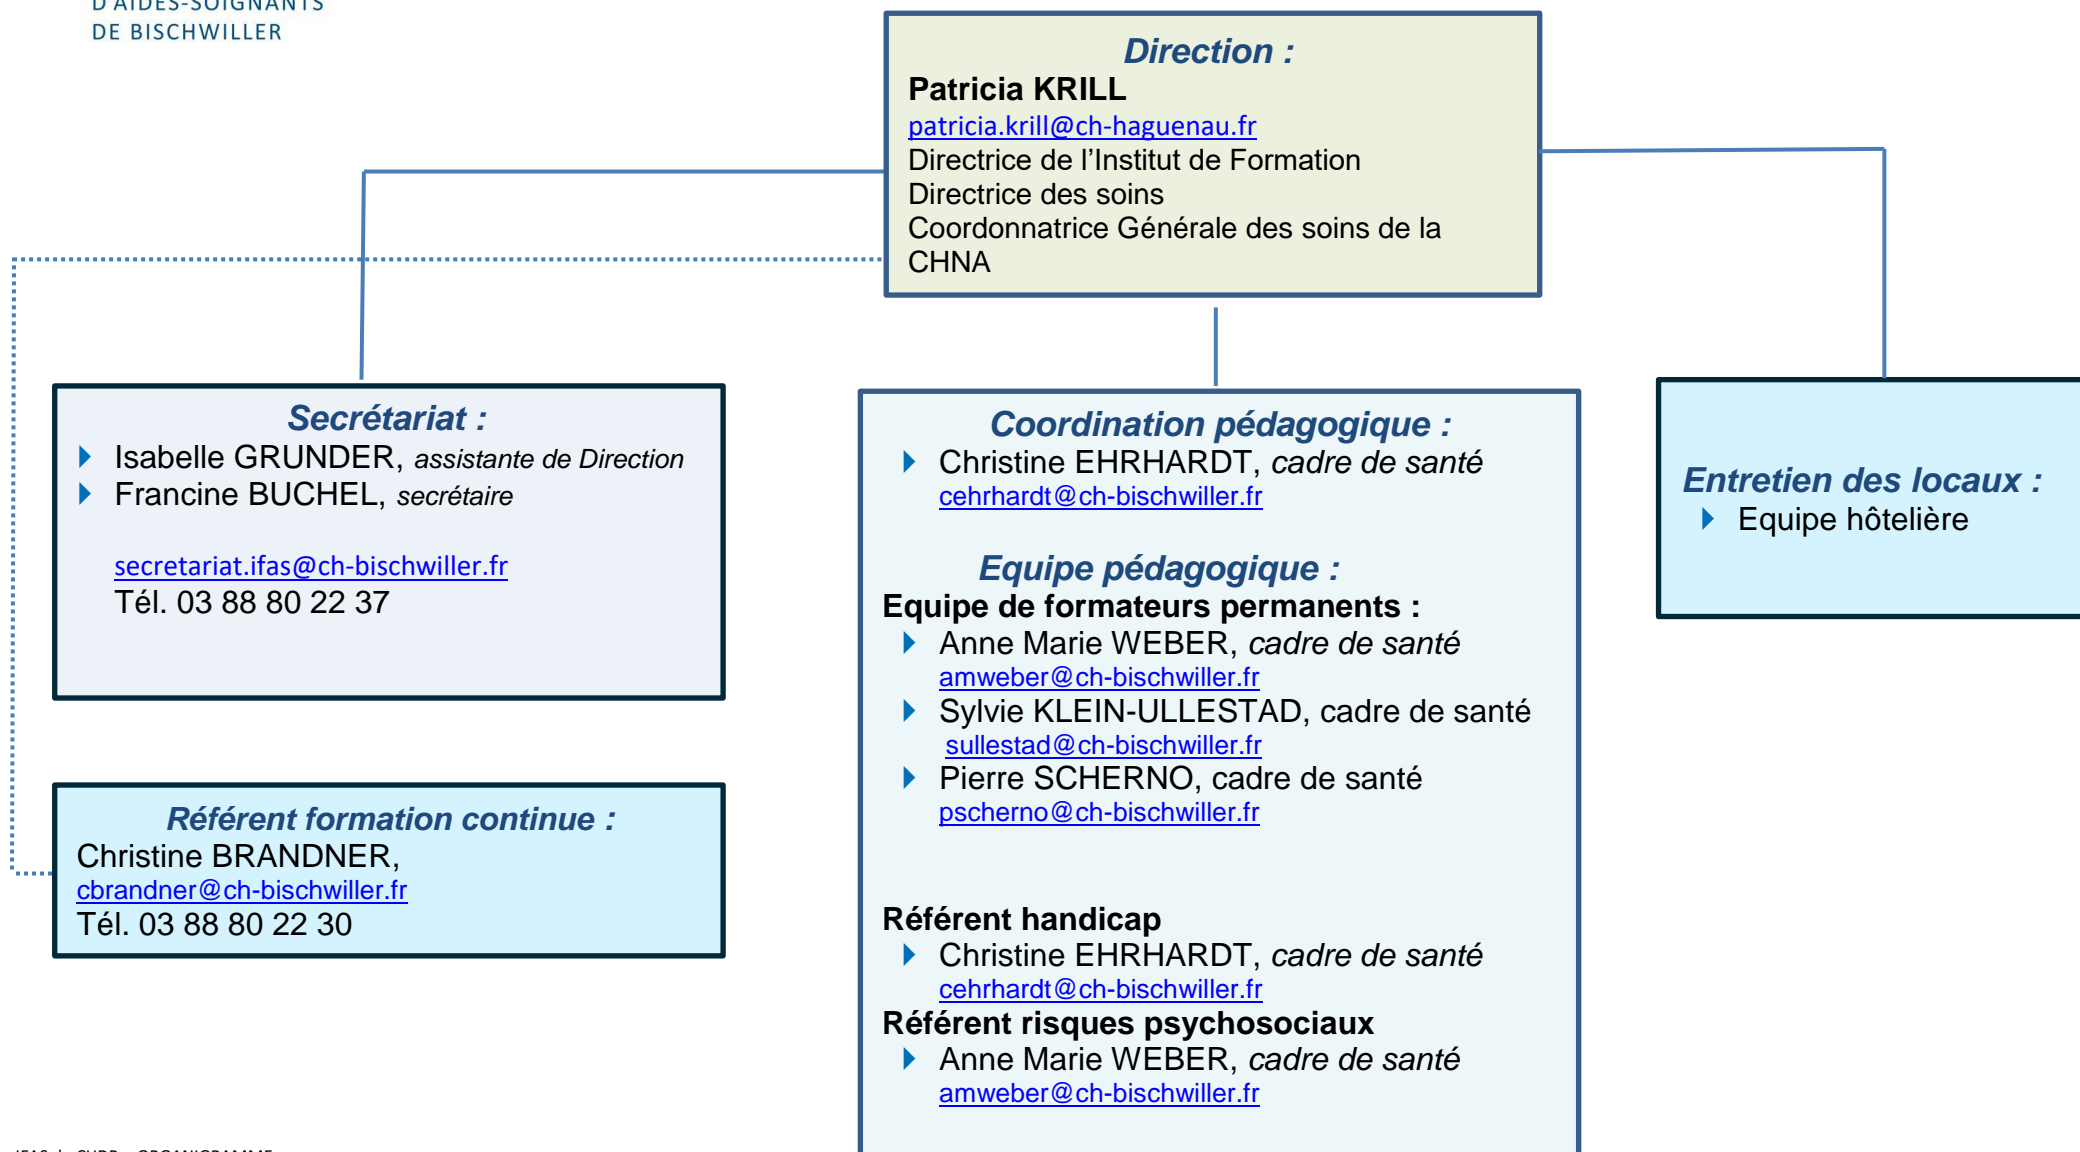 D'AIDES-SOIGNANTS
DE BISCHWILLER
Direction :
Patricia KRILL
patricia.krill@ch-haguenau.fr
Directrice de l'Institut de Formation
Directrice des soins
Coordonnatrice Générale des soins de la
CHNA
Secrétariat :
Isabelle GRUNDER, assistante de Direction
Francine BUCHEL, secrétaire
secretariat.ifas@ch-bischwiller.fr
Tél. 03 88 80 22 37
Référent formation continue :
Christine BRANDNER,
cbrandner@ch-bischwiller.fr
Tél. 03 88 80 22 30
Coordination pédagogique :
Christine EHRHARDT, cadre de santé
cehrhardt@ch-bischwiller.fr
Equipe pédagogique :
Equipe de formateurs permanents :
Anne Marie WEBER, cadre de santé
amweber@ch-bischwiller.fr
Sylvie KLEIN-ULLESTAD, cadre de santé
sullestad@ch-bischwiller.fr
Pierre SCHERNO, cadre de santé
pscherno@ch-bischwiller.fr
Référent handicap
Christine EHRHARDT, cadre de santé
cehrhardt@ch-bischwiller.fr
Référent risques psychosociaux
Anne Marie WEBER, cadre de santé
amweber@ch-bischwiller.fr
Entretien des locaux :
Equipe hôtelière